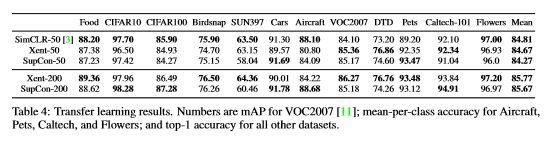 Food CIFAR10 CIFAR100 Birdsnap SUN397 Cars Aircraft VOC2007 DTD Pets Caltech-101 Flowers Mean
SimCLR-50 [3] 88.20 97.70 85.90 75.90 63.50 91.30 88.10 84.10 73.20 89.20 92.10 97.00 84.81
Xent-50 87.38 96.50 84.93 74.70 63.15 89.57 80.80 85.36 76.86 92.35 92.34 96.93 84.67
SupCon-50 87.23 97.42 84.27 75.15 58.04 91.69 84.09 85.17 74.60 93.47 91.04 96.0 84.27
Xent-200 89.36 97.96 86.49 76.50 64.36 90.01 84.22 86.27 76.76 93.48 93.84 97.20 85.77
SupCon-200 88.62 98.28 87.28 76.26 60.46 91.78 88.68 85.18 74.26 93.12 94.91 96.97 85.67
Table 4: Transfer learning results. Numbers are mAP for VOC2007 [11]; mean-per-class accuracy for Aircraft,
Pets, Caltech, and Flowers; and top-1 accuracy for all other datasets.